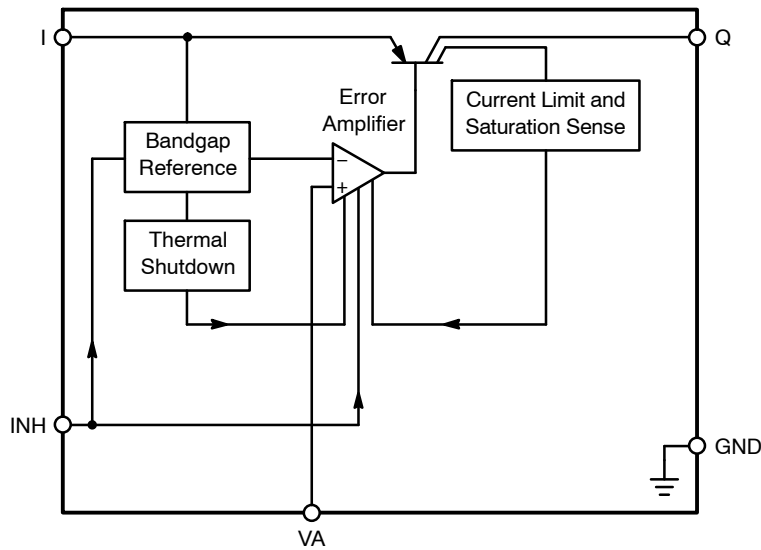 I
Q
Error
Amplifier
Current Limit and
Saturation Sense
Bandgap
Reference
−
+
Thermal
Shutdown
INH
GND
VA